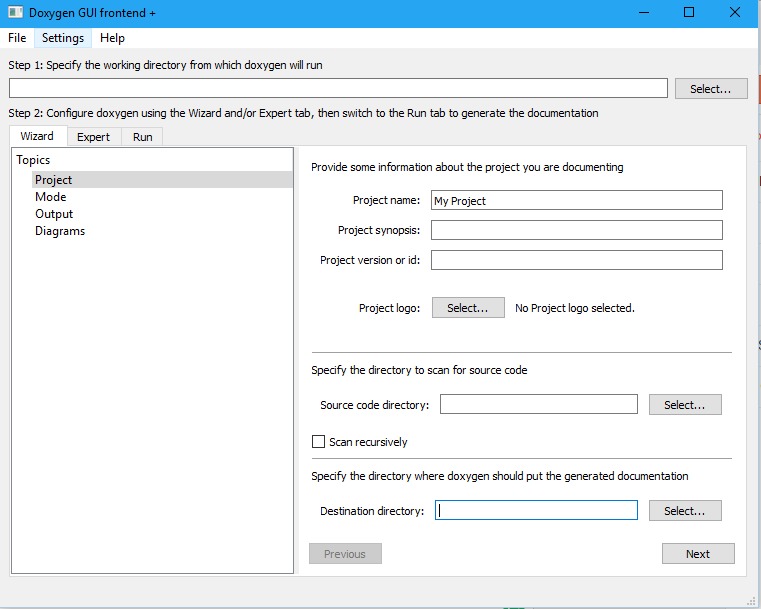 Doxygen GUI frontend +
File Settings Help
Step 1: Specify the working directory from which doxygen will run
Select...
Step 2: Configure doxygen using the Wizard and/or Expert tab, then switch to the Run tab to generate the documentation
Wizard Expert Run
Topics
Project
Mode
Output
Diagrams
Provide some information about the project you are documenting
Project name: My Project
Project synopsis:
Project version or id:
Project logo: Select... No Project logo selected.
Specify the directory to scan for source code
Source code directory: Select...
Scan recursively
Specify the directory where doxygen should put the generated documentation
Destination directory: Select...
Previous Next